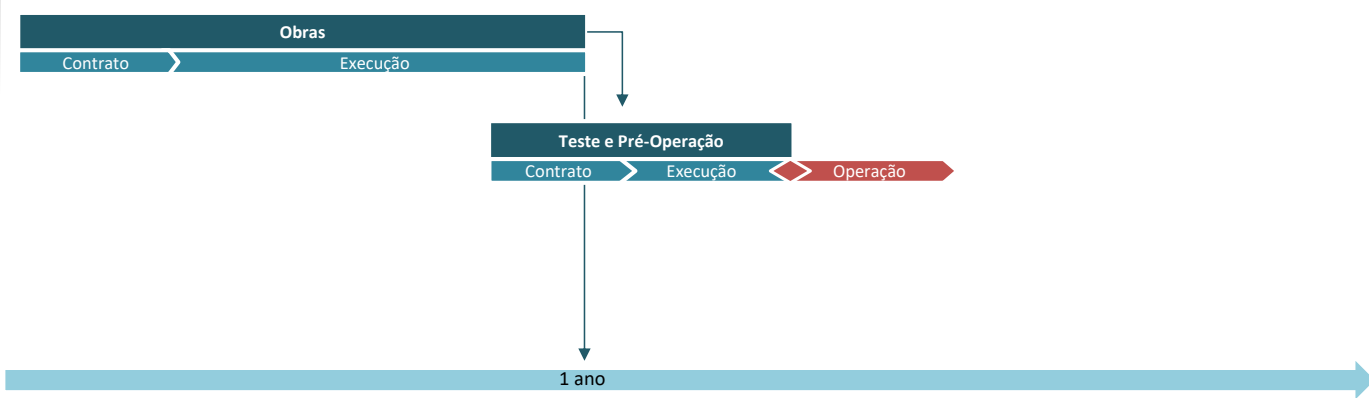 Obras
Contrato Execução
Teste e Pré-Operação
Contrato Execução Operação
1 ano